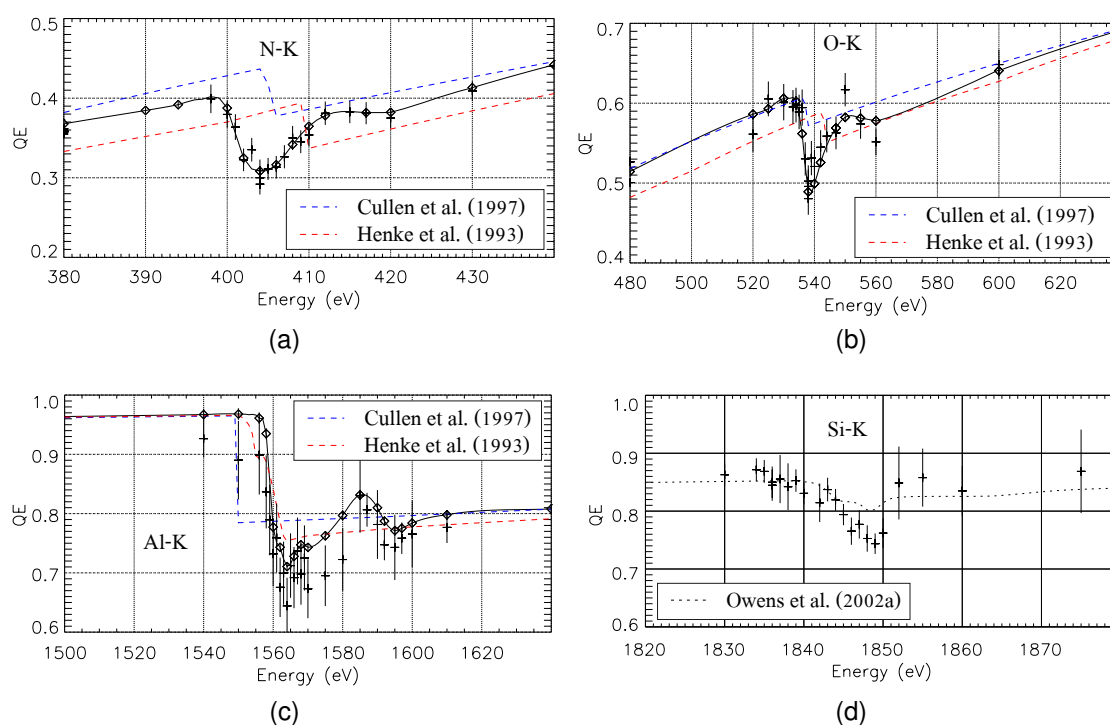 0.5
0.4
0.3
0.2
QE
N-K
Cullen et al. (1997)
Henke et al. (1993)
380 390 400 410 420 430
Energy (eV)
(a)
0.7
0.6
0.5
0.4
QE
O-K
Cullen et al. (1997)
Henke et al. (1993)
480 500 520 540 560 580 600 620
Energy (eV)
(b)
1.0
0.9
0.8
0.7
0.6
QE
Cullen et al. (1997)
Henke et al. (1993)
Al-K
1500 1520 1540 1560 1580 1600 1620
Energy (eV)
(c)
1.0
0.9
0.8
0.7
0.6
QE
Si-K
Owens et al. (2002a)
1820 1830 1840 1850 1860 1870
Energy (eV)
(d)